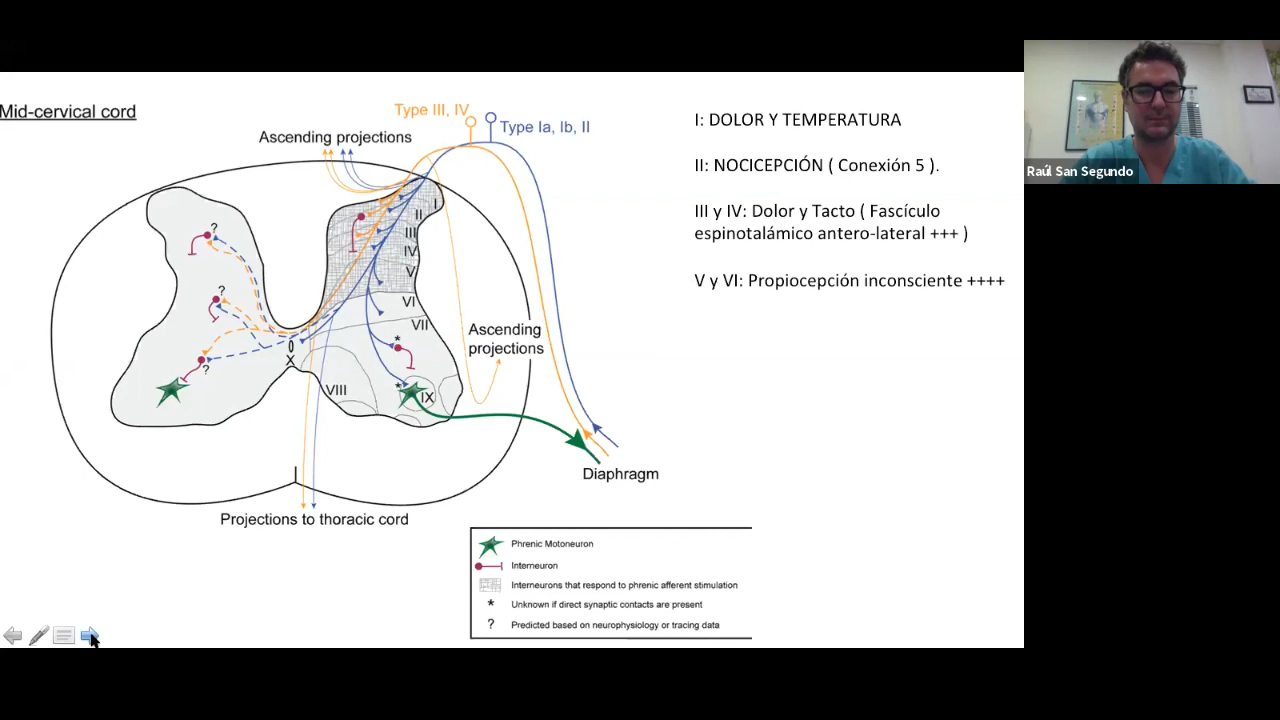 Mid-cervical cord
Type III, IV
Type Ia, Ib, II
Ascending projections
I
II
III
IV
V
VI
VII
VIII
IX
X
?
?
?
*
*
Ascending
projections
Diaphragm
Projections to thoracic cord
Phrenic Motoneuron
Interneuron
Interneurons that respond to phrenic afferent stimulation
* Unknown if direct synaptic contacts are present
? Predicted based on neurophysiology or tracing data
I: DOLOR Y TEMPERATURA
II: NOCICEPCIÓN ( Conexión 5 ).
III y IV: Dolor y Tacto ( Fascículo
espinotalámico antero-lateral +++ )
V y VI: Propiocepción inconsciente ++++
Raúl San Segundo